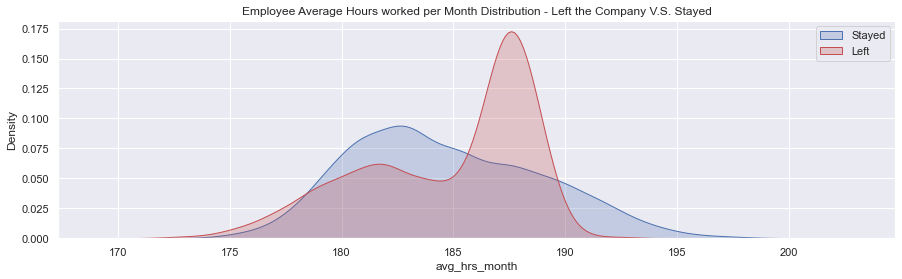 Employee Average Hours worked per Month Distribution - Left the Company V.S. Stayed
Stayed
Left
Density
0.175
0.150
0.125
0.100
0.075
0.050
0.025
0.000
170 175 180 185 190 195 200
avg_hrs_month